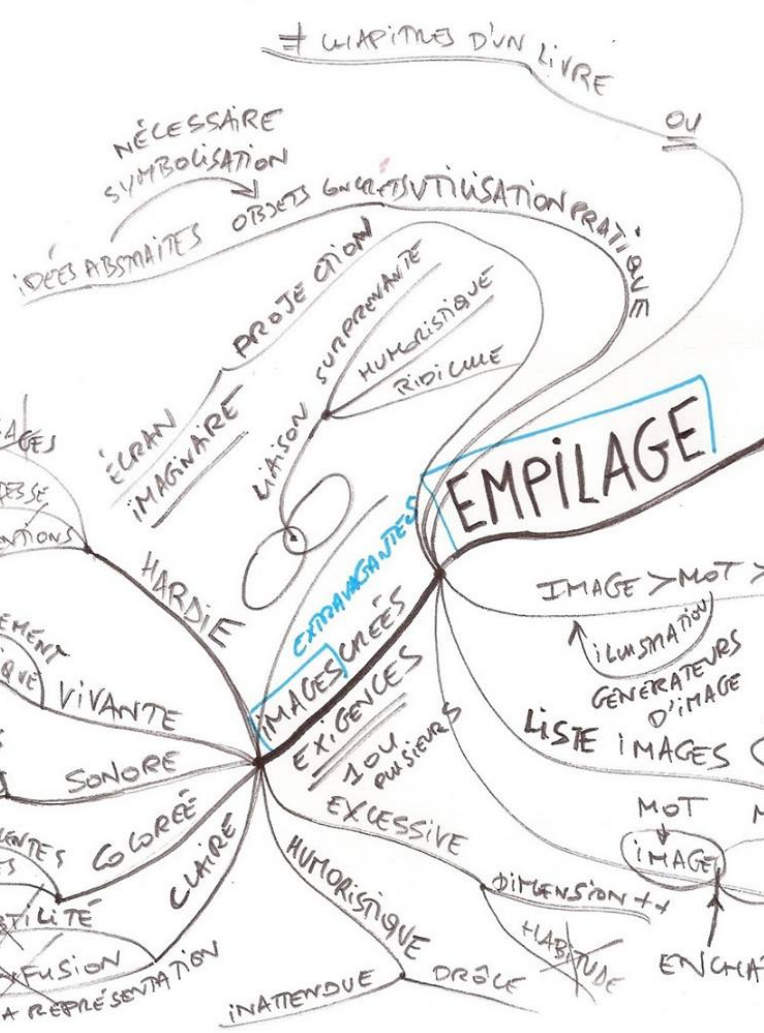 ≠ CHAPITRES D'UN LIVRE
OU
NÉCESSAIRE
SYMBOLISATION
IDÉES ABSTRAITES OBJETS CONCRETS UTILISATION PRATIQUE
PROJECTION
ÉCRAN
IMAGINAIRE
LIAISON
SURPRENANTE
HUMORISTIQUE
RIDICULE
EMPILAGE
EXTRAVAGANTES
IMAGES CRÉÉS
EXIGENCES
1 OU
PLUSIEURS
HARDIE
VIVANTE
SONORE
COLORÉE
CLAIRE
EXCESSIVE
DIMENSION ++
HABITUDE
HUMORISTIQUE
INATTENDUE
DRÔLE
IMAGE > MOT >
ILLUSTRATION
GÉNÉRATEURS
D'IMAGE
LISTE IMAGES
MOT
IMAGE
ENCHA
FUSION
A REPRÉSENTATION